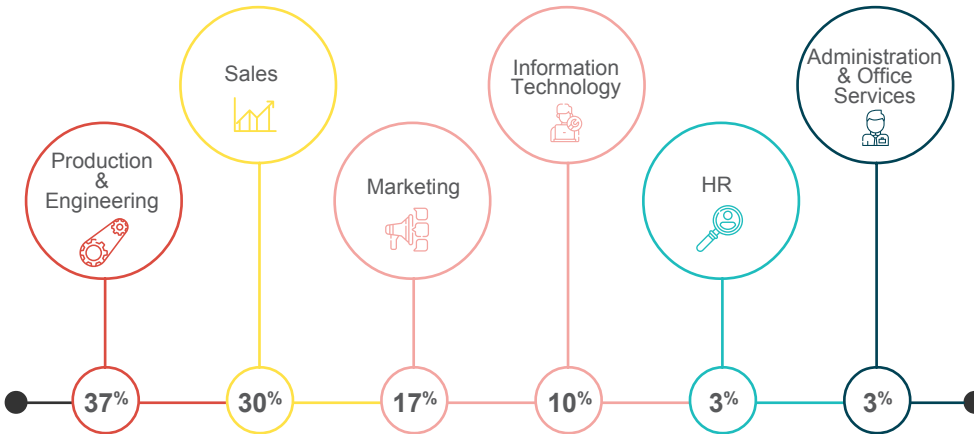 Production
&
Engineering
Sales
Marketing
Information
Technology
HR
Administration
& Office
Services
37%
30%
17%
10%
3%
3%